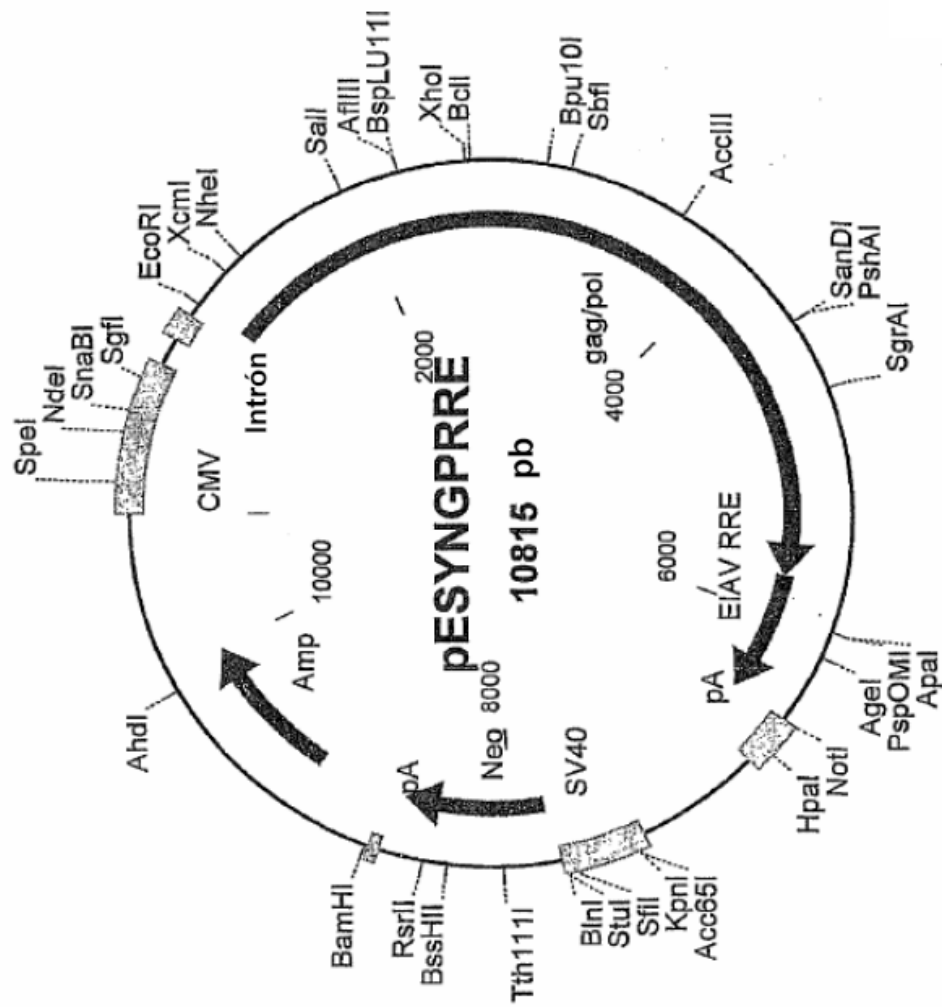 pESYNGPRRE
10815 pb
SpeI
NdeI
SnaBI
SgfI
EcoRI
XcmI
NheI
SalI
AflIII
BspLU11I
XhoI
BclI
Bpu10I
SbfI
AccIII
SanDI
PshAI
SgrAI
ApaI
PspOMI
AgeI
NotI
HpaI
Acc65I
KpnI
SfiI
StuI
BlnI
Tth111I
BssHII
RsrII
BamHI
AhdI
CMV
Intrón
2000
gag/pol
4000
6000
EIAV RRE
pA
SV40
Neo
8000
pA
Amp
10000